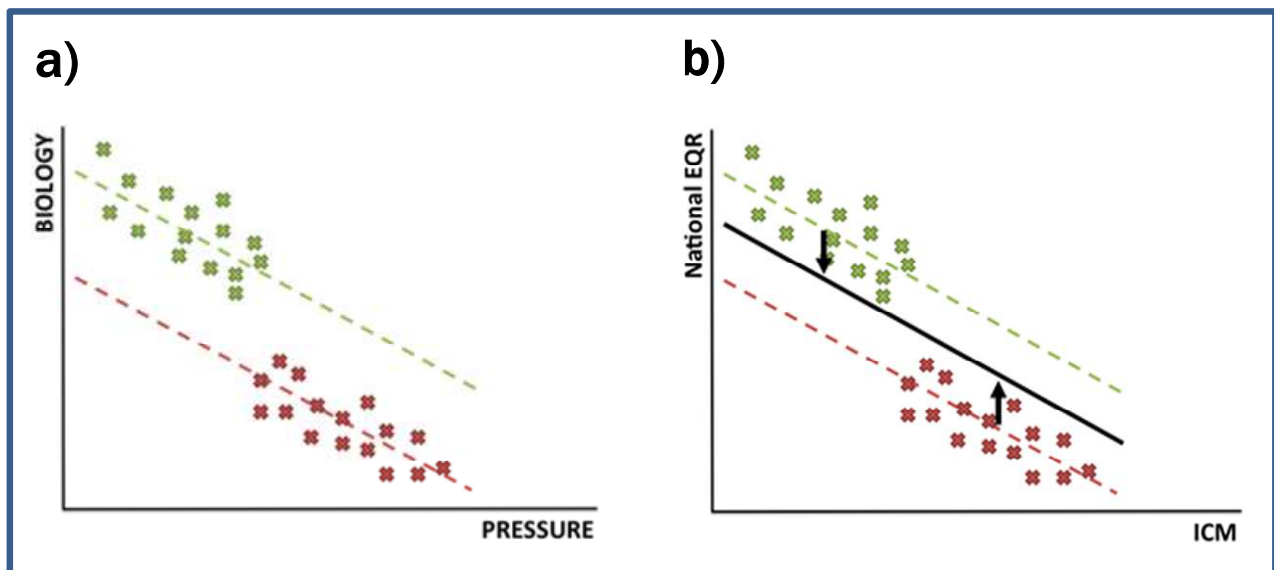 a)
BIOLOGY
PRESSURE
b)
National EQR
ICM